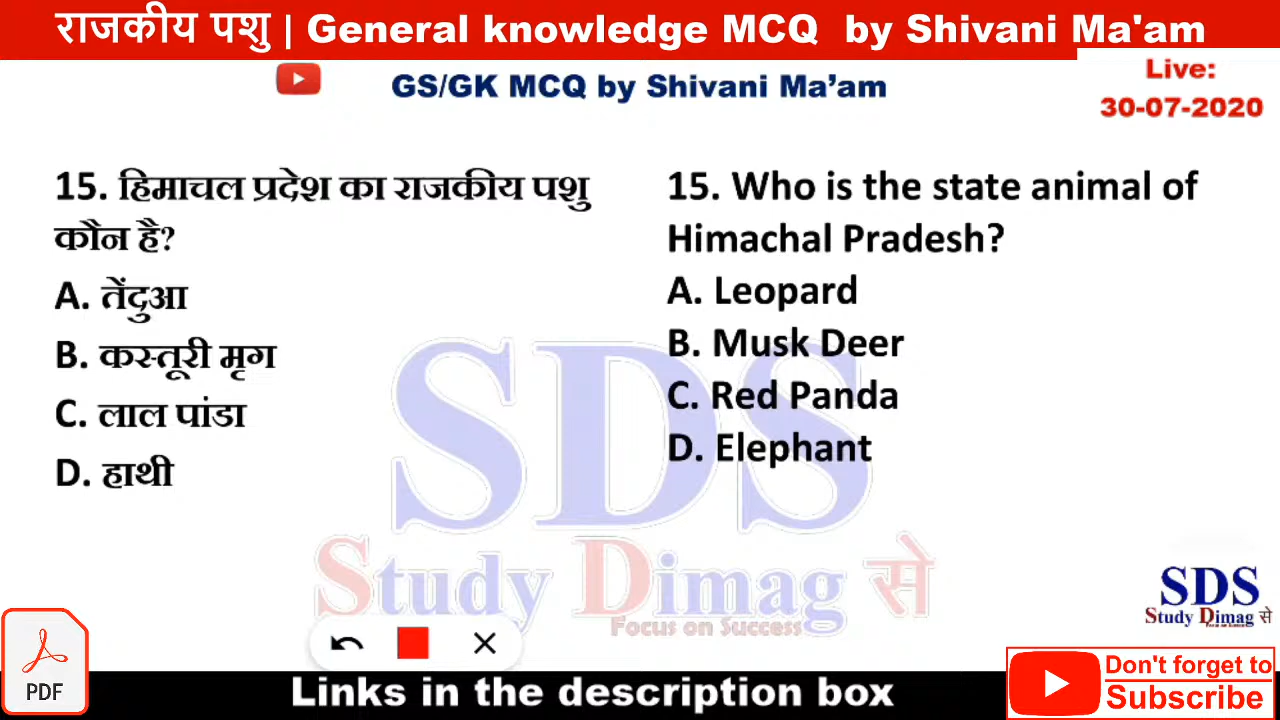 राजकीय पशु | General knowledge MCQ by Shivani Ma'am
GS/GK MCQ by Shivani Ma’am
Live:
30-07-2020
15. हिमाचल प्रदेश का राजकीय पशु
कौन है?
A. तेंदुआ
B. कस्तूरी मृग
C. लाल पांडा
D. हाथी
15. Who is the state animal of
Himachal Pradesh?
A. Leopard
B. Musk Deer
C. Red Panda
D. Elephant
SDS
Study Dimag से
Focus on Success
SDS
Study Dimag से
PDF
Links in the description box
Don't forget to
Subscribe